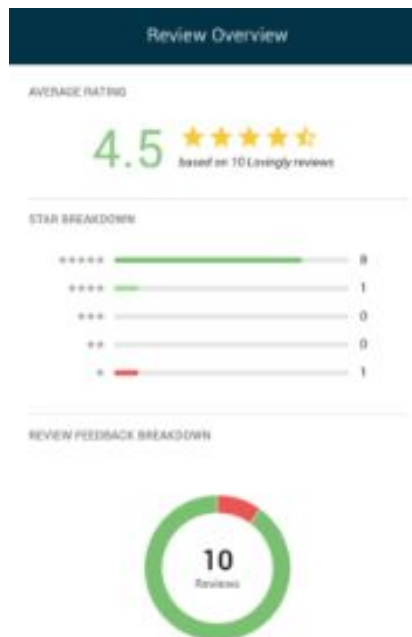 Review Overview
AVERAGE RATING
4.5
based on 10 Lovingly reviews
STAR BREAKDOWN
8
1
0
0
1
REVIEW FEEDBACK BREAKDOWN
10
Reviews